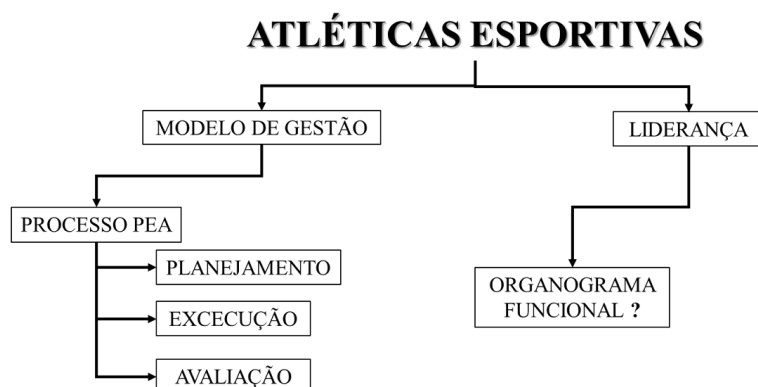 ATLÉTICAS ESPORTIVAS
MODELO DE GESTÃO
LIDERANÇA
PROCESSO PEA
PLANEJAMENTO
EXCECUÇÃO
AVALIAÇÃO
ORGANOGRAMA
FUNCIONAL ?